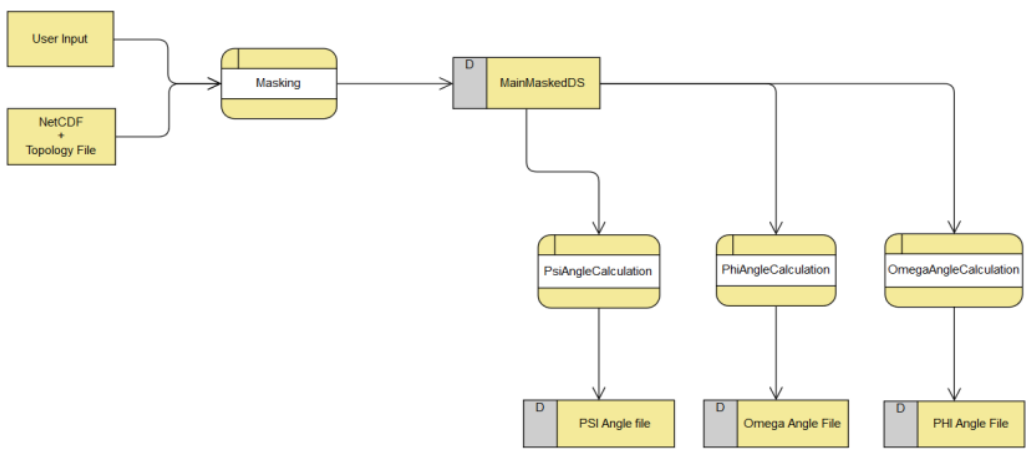 User Input
NetCDF
+
Topology File
Masking
D
MainMaskedDS
PsiAngleCalculation
PhiAngleCalculation
OmegaAngleCalculation
D
PSI Angle file
D
Omega Angle File
D
PHI Angle File